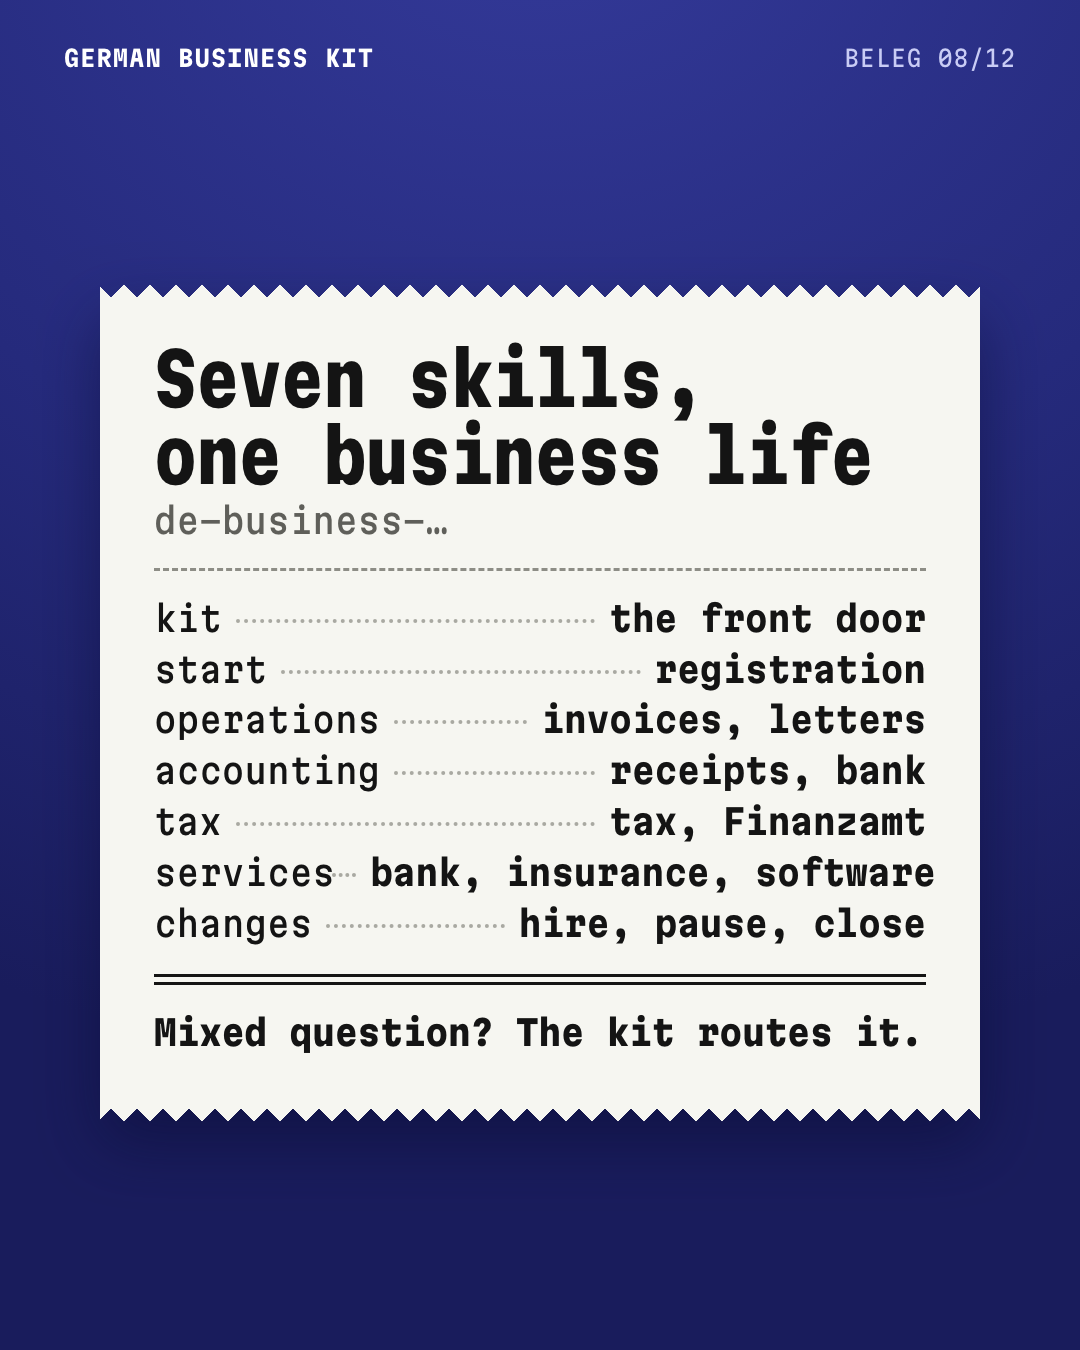 GERMAN BUSINESS KIT
BELEG 08/12
Seven skills,
one business life
de-business-…
kit the front door
start registration
operations invoices, letters
accounting receipts, bank
tax tax, Finanzamt
services bank, insurance, software
changes hire, pause, close
Mixed question? The kit routes it.